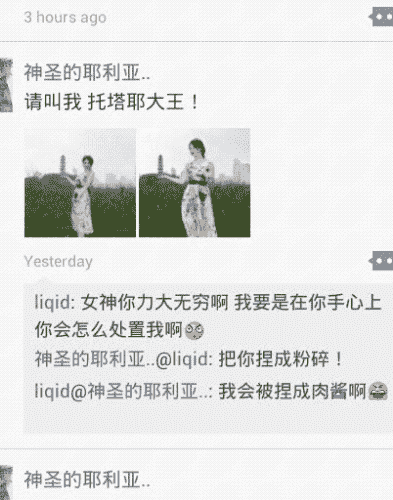 3 hours ago
神圣的耶利亚..
请叫我 托塔耶大王！
Yesterday
liqid: 女神你力大无穷啊 我要是在你手心上
你会怎么处置我啊
神圣的耶利亚..@liqid: 把你捏成粉碎！
liqid@神圣的耶利亚..: 我会被捏成肉酱啊
神圣的耶利亚..